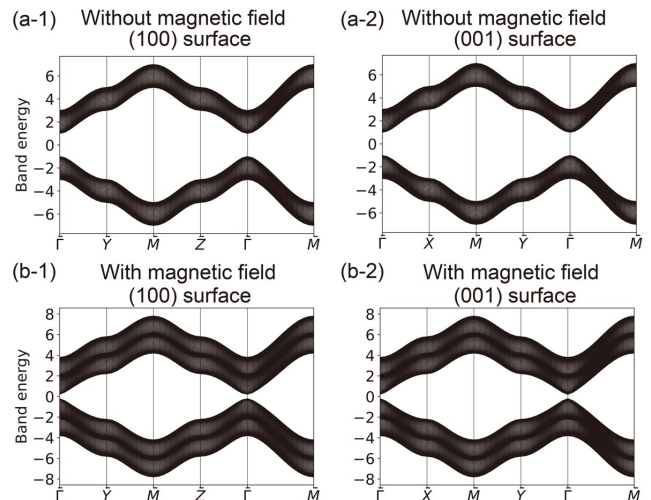 (a-1) Without magnetic field
(100) surface
Band energy
6
4
2
0
−2
−4
−6
Γ̄ Ȳ M̄ Z̄ Γ̄ M̄
(a-2) Without magnetic field
(001) surface
6
4
2
0
−2
−4
−6
Γ̄ X̄ M̄ Ȳ Γ̄ M̄
(b-1) With magnetic field
(100) surface
Band energy
8
6
4
2
0
−2
−4
−6
−8
Γ̄ Ȳ M̄ Z̄ Γ̄ M̄
(b-2) With magnetic field
(001) surface
8
6
4
2
0
−2
−4
−6
−8
Γ̄ X̄ M̄ Ȳ Γ̄ M̄